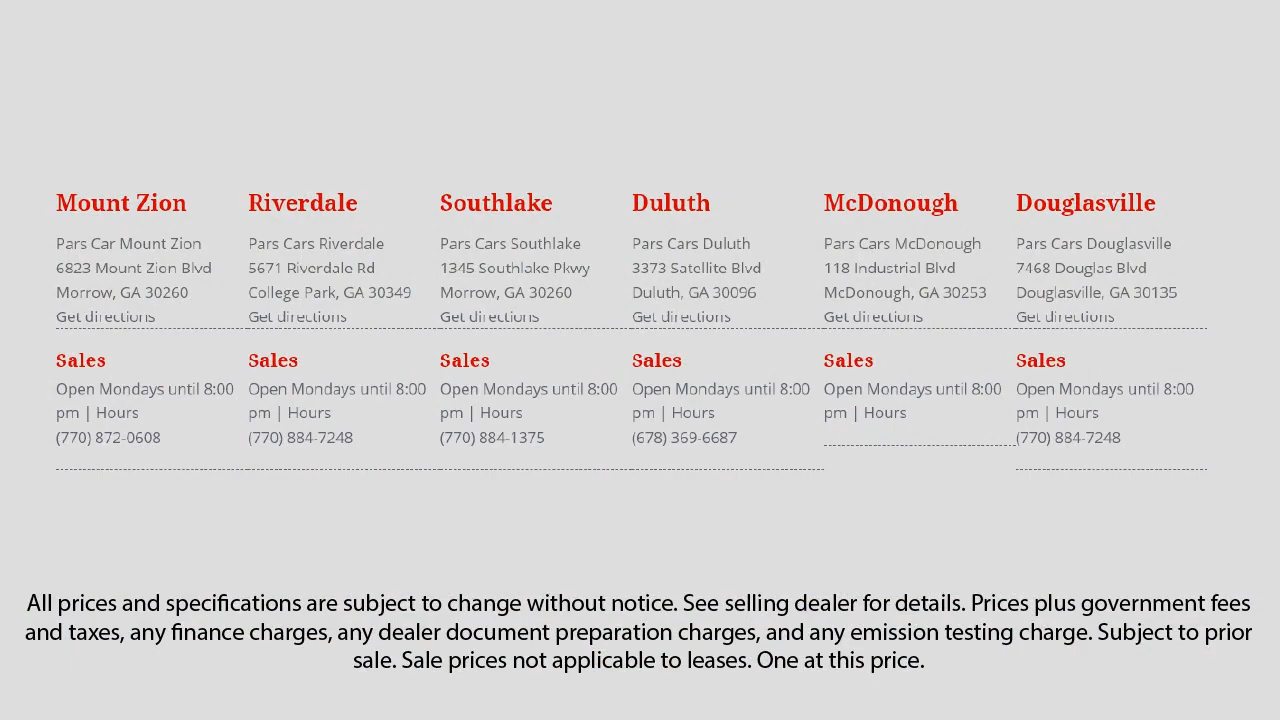 Mount Zion
Pars Car Mount Zion
6823 Mount Zion Blvd
Morrow, GA 30260
Get directions
Sales
Open Mondays until 8:00
pm | Hours
(770) 872-0608
Riverdale
Pars Cars Riverdale
5671 Riverdale Rd
College Park, GA 30349
Get directions
Sales
Open Mondays until 8:00
pm | Hours
(770) 884-7248
Southlake
Pars Cars Southlake
1345 Southlake Pkwy
Morrow, GA 30260
Get directions
Sales
Open Mondays until 8:00
pm | Hours
(770) 884-1375
Duluth
Pars Cars Duluth
3373 Satellite Blvd
Duluth, GA 30096
Get directions
Sales
Open Mondays until 8:00
pm | Hours
(678) 369-6687
McDonough
Pars Cars McDonough
118 Industrial Blvd
McDonough, GA 30253
Get directions
Sales
Open Mondays until 8:00
pm | Hours
Douglasville
Pars Cars Douglasville
7468 Douglas Blvd
Douglasville, GA 30135
Get directions
Sales
Open Mondays until 8:00
pm | Hours
(770) 884-7248
All prices and specifications are subject to change without notice. See selling dealer for details. Prices plus government fees
and taxes, any finance charges, any dealer document preparation charges, and any emission testing charge. Subject to prior
sale. Sale prices not applicable to leases. One at this price.